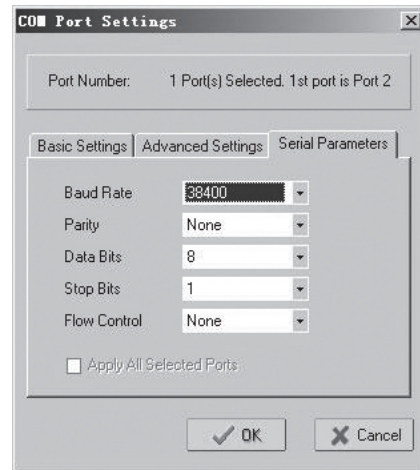 COM Port Settings
Port Number: 1 Port(s) Selected. 1st port is Port 2
Basic Settings Advanced Settings Serial Parameters
Baud Rate 38400
Parity None
Data Bits 8
Stop Bits 1
Flow Control None
Apply All Selected Ports
OK Cancel